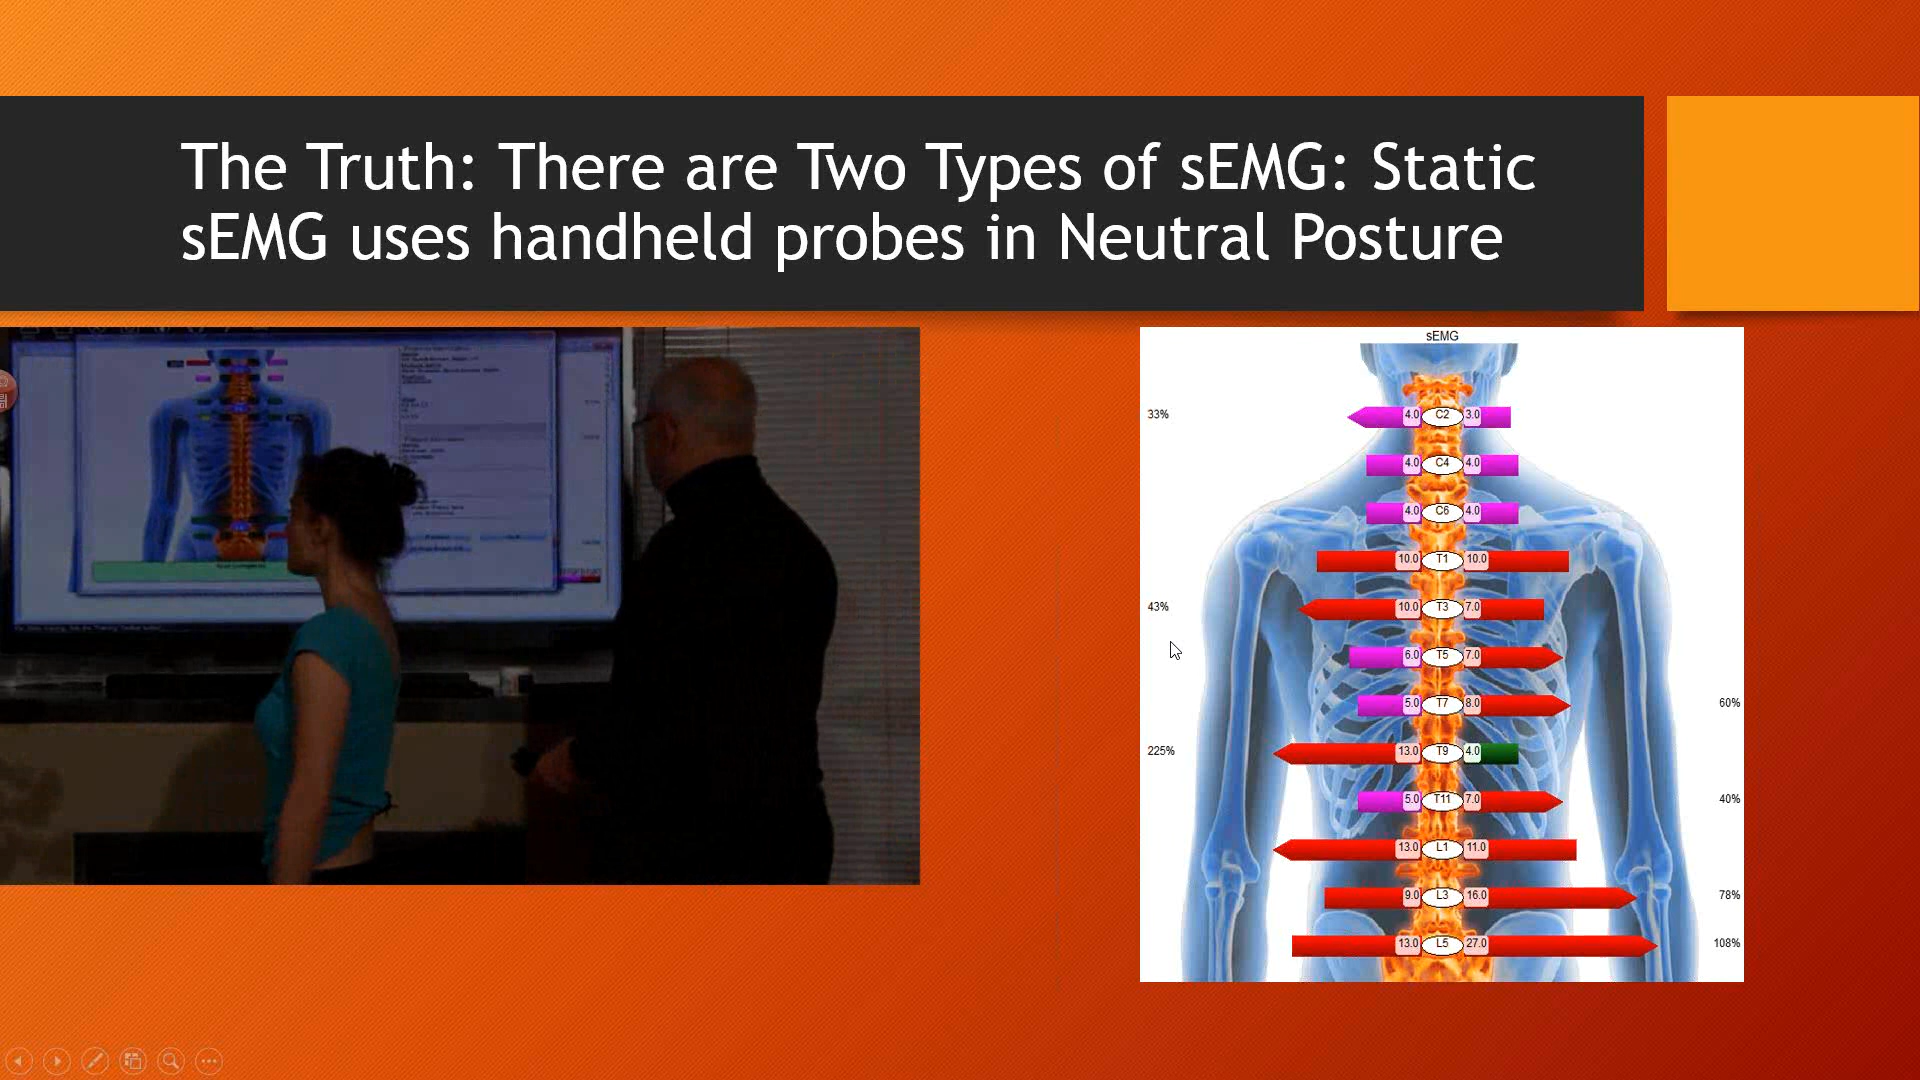 The Truth: There are Two Types of sEMG: Static
sEMG uses handheld probes in Neutral Posture
sEMG
33% 4.0 C2 3.0
4.0 C4 4.0
4.0 C6 4.0
10.0 T1 10.0
43% 10.0 T3 7.0
6.0 T5 7.0
5.0 T7 8.0 60%
225% 13.0 T9 4.0
5.0 T11 7.0 40%
13.0 L1 11.0
9.0 L3 16.0 78%
13.0 L5 27.0 108%